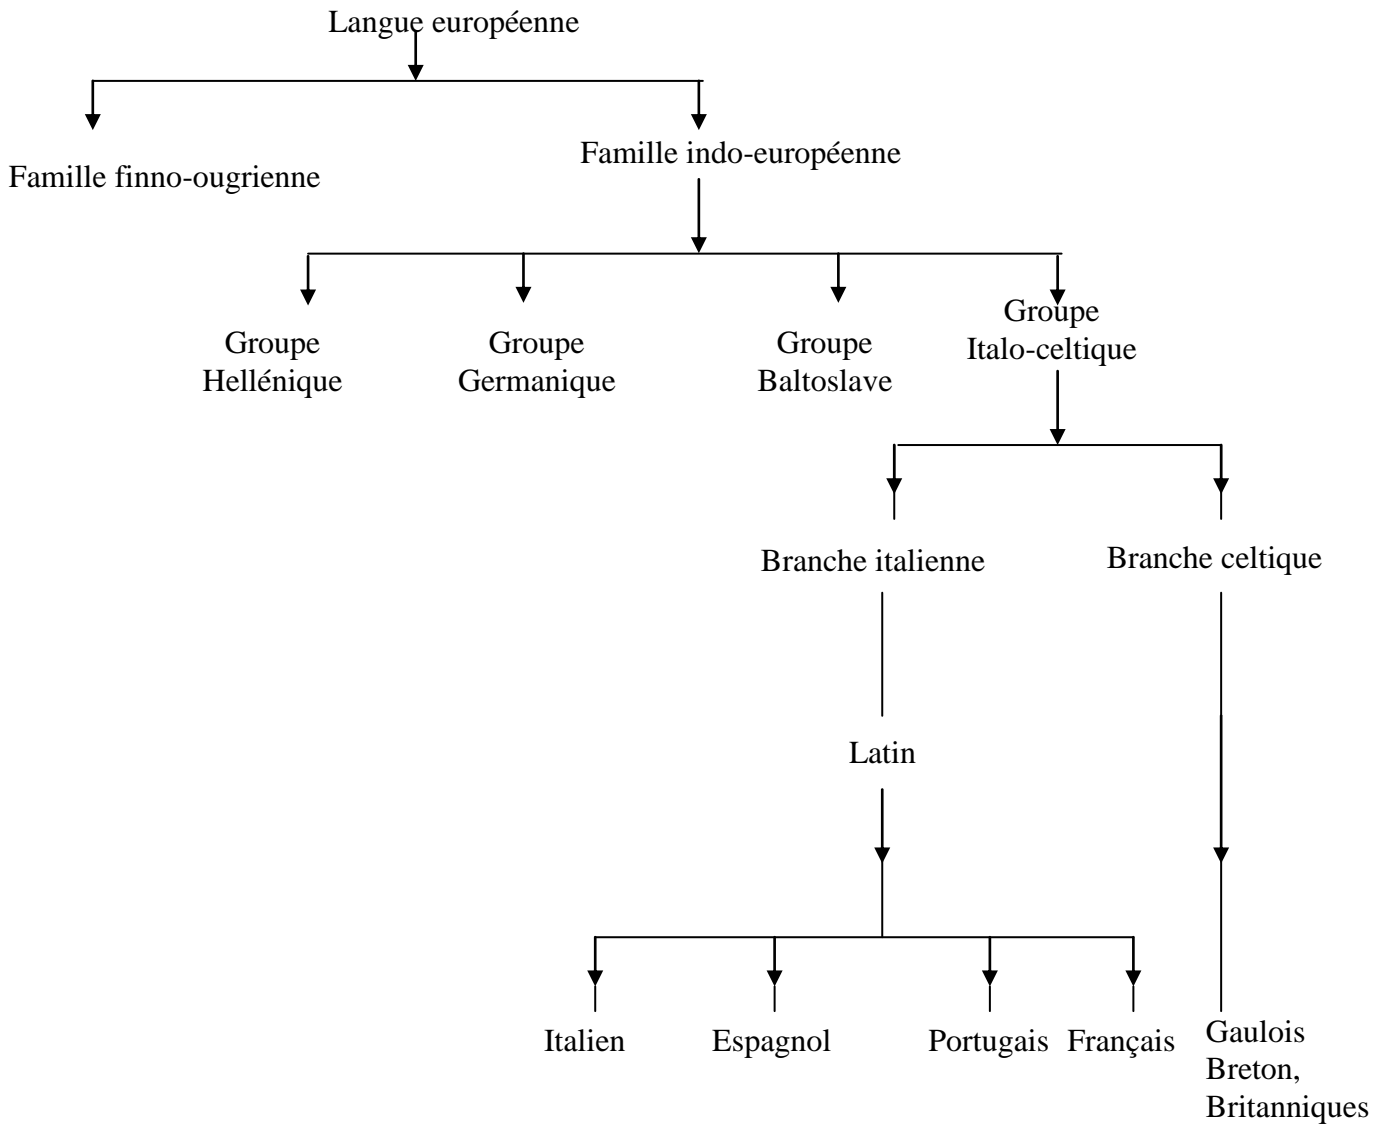 Langue européenne
Famille finno-ougrienne
Famille indo-européenne
Groupe
Hellénique
Groupe
Germanique
Groupe
Baltoslave
Groupe
Italo-celtique
Branche italienne
Branche celtique
Latin
Italien
Espagnol
Portugais
Français
Gaulois
Breton,
Britanniques